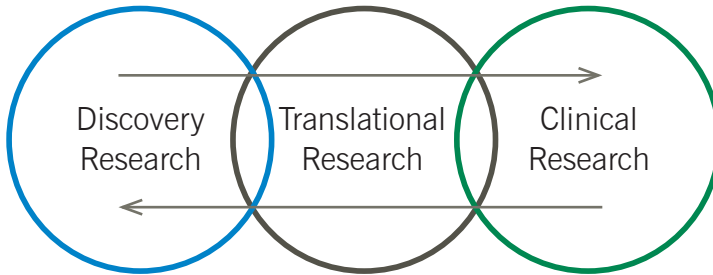 Discovery
Research
Translational
Research
Clinical
Research